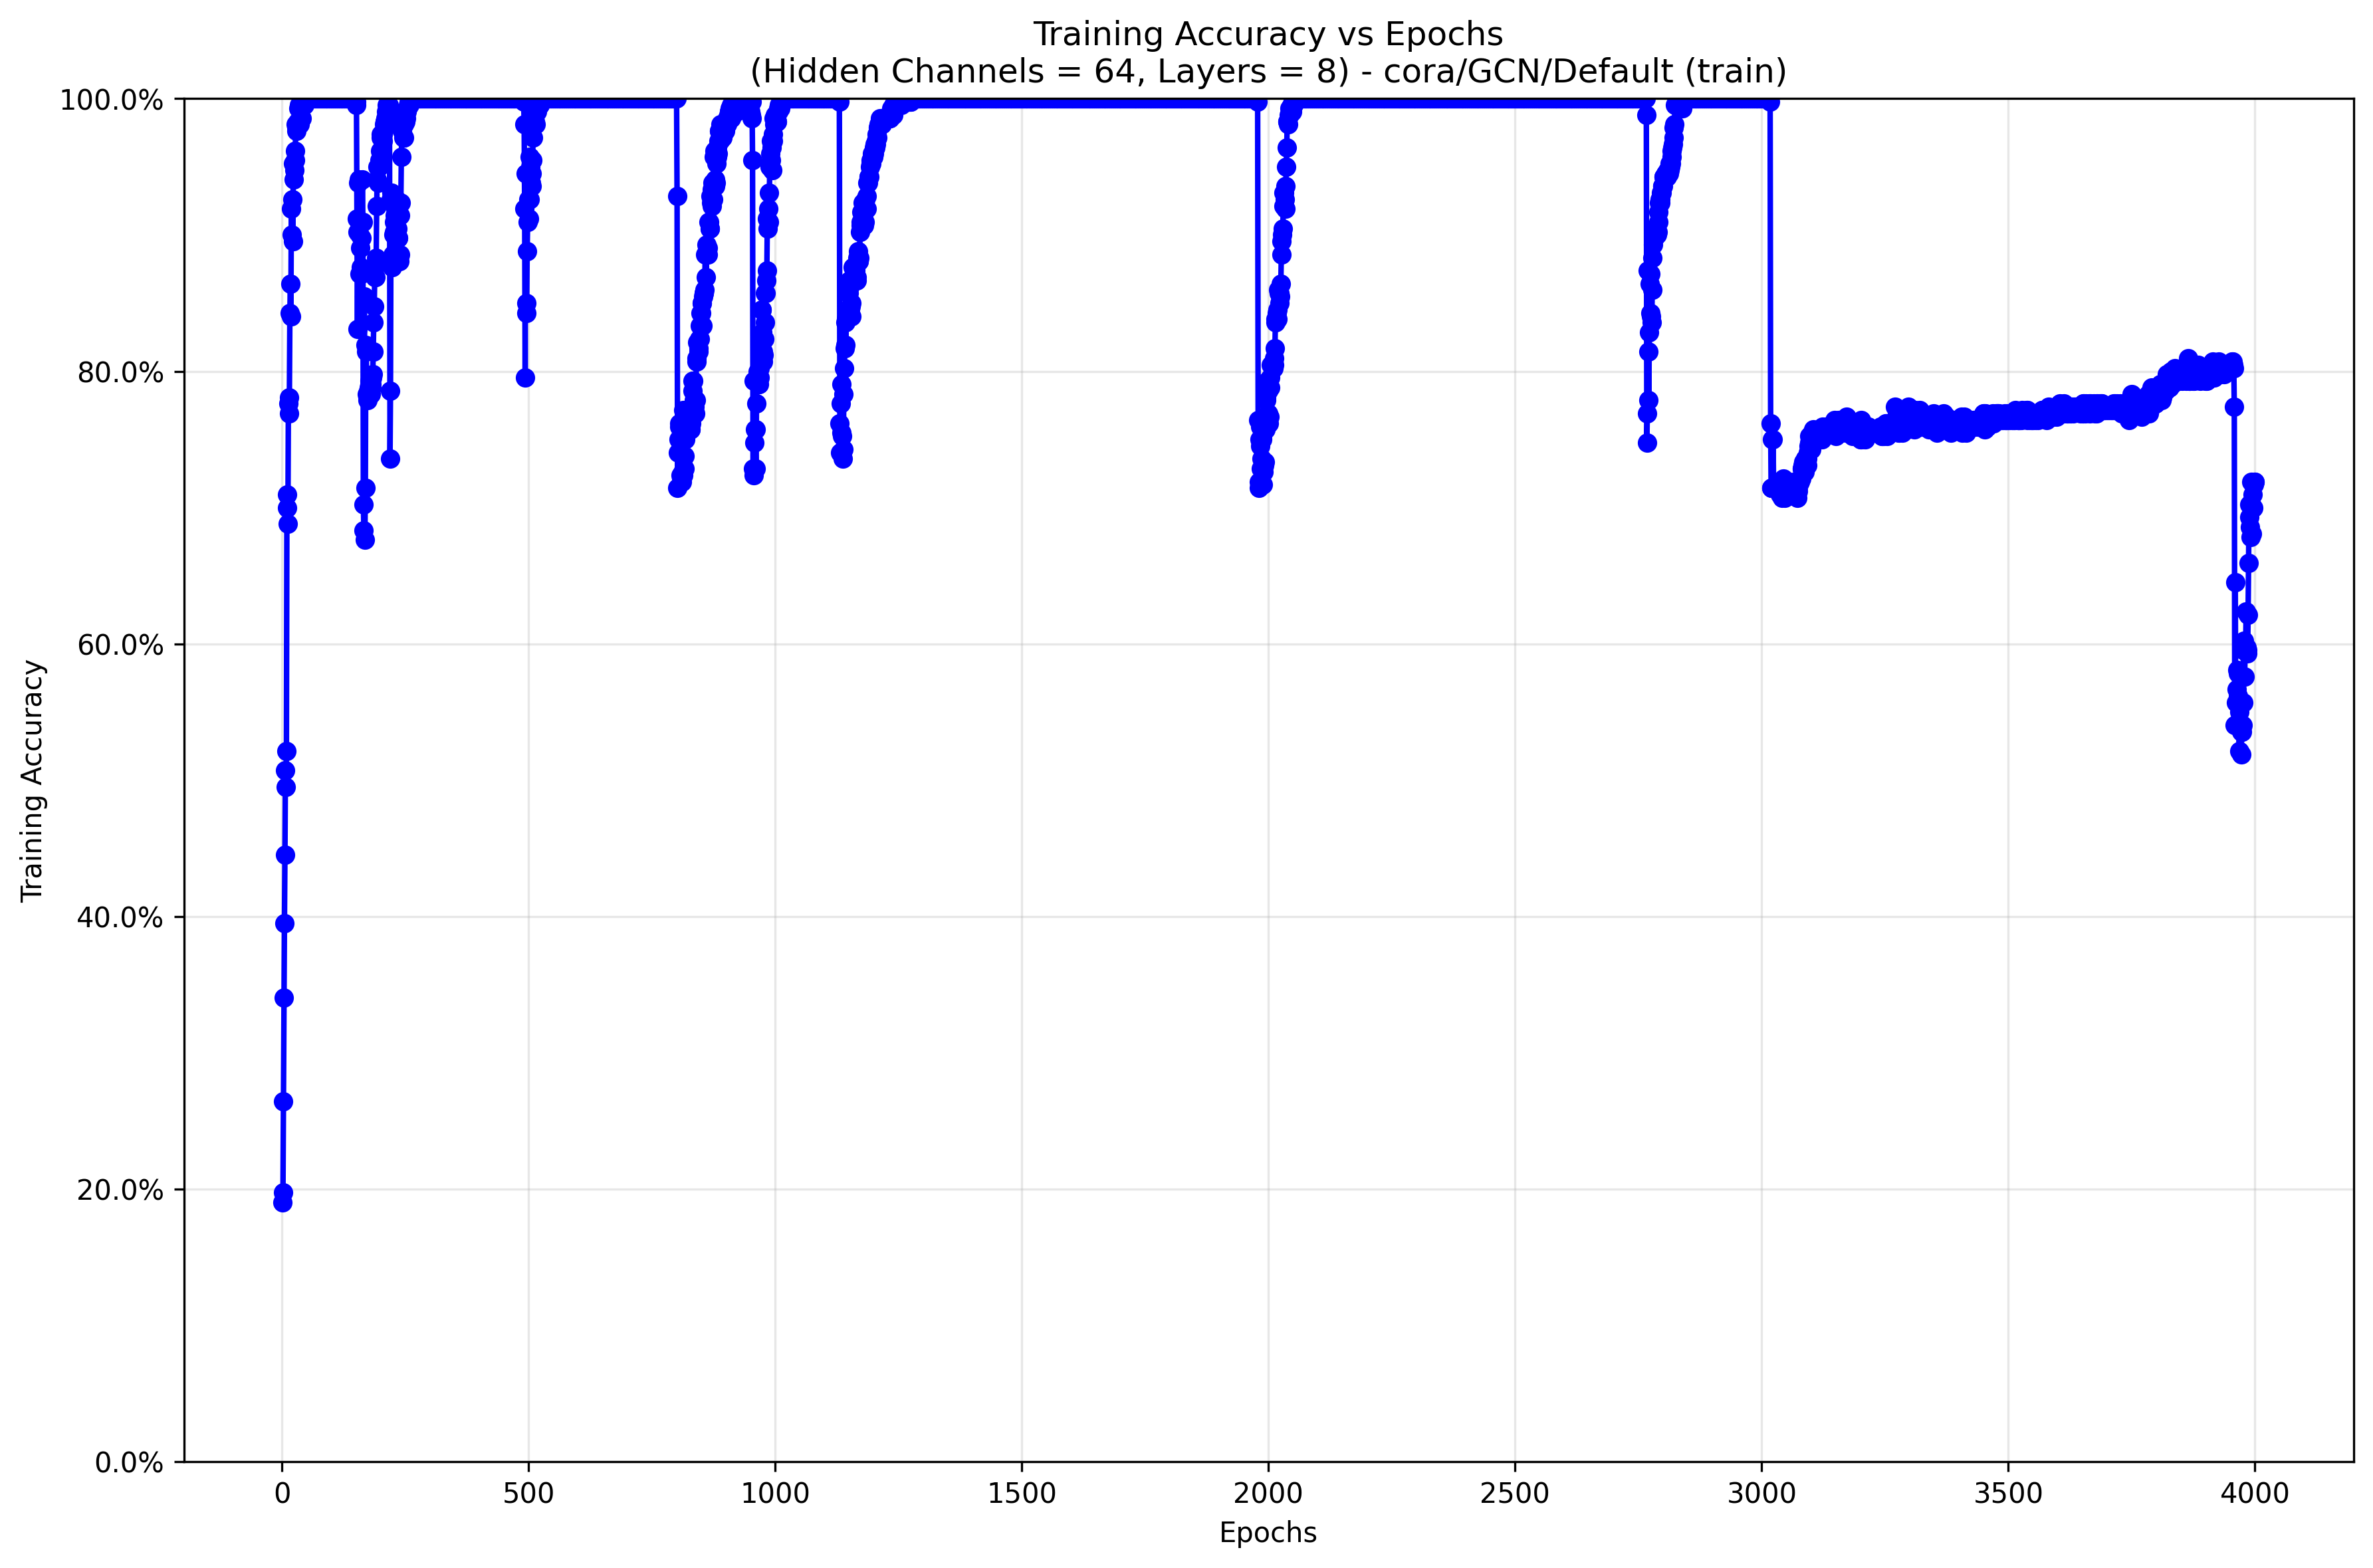 Training Accuracy vs Epochs
(Hidden Channels = 64, Layers = 8) - cora/GCN/Default (train)
100.0%
80.0%
60.0%
40.0%
20.0%
0.0%
Training Accuracy
0 500 1000 1500 2000 2500 3000 3500 4000
Epochs